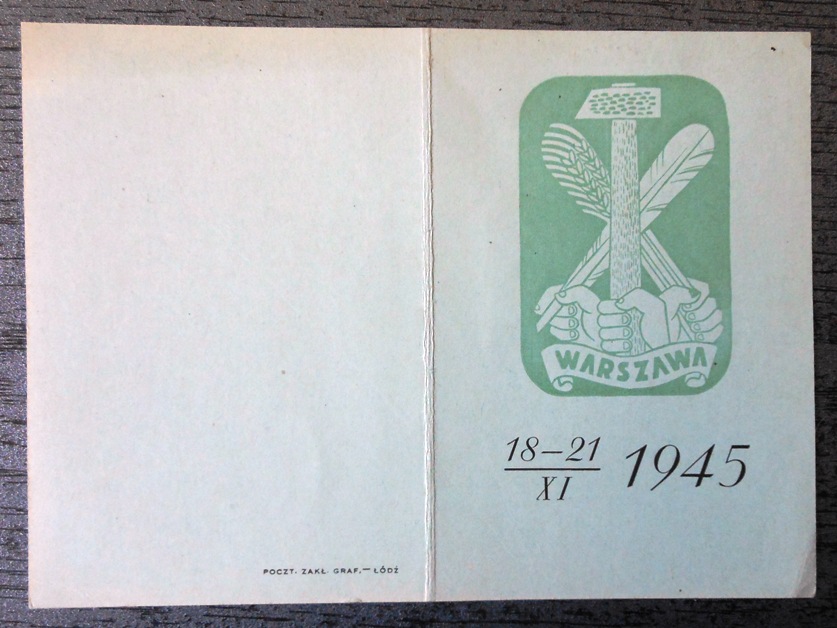 WARSZAWA
18–21 1945
XI
POCZT. ZAKŁ. GRAF.— ŁÓDŹ